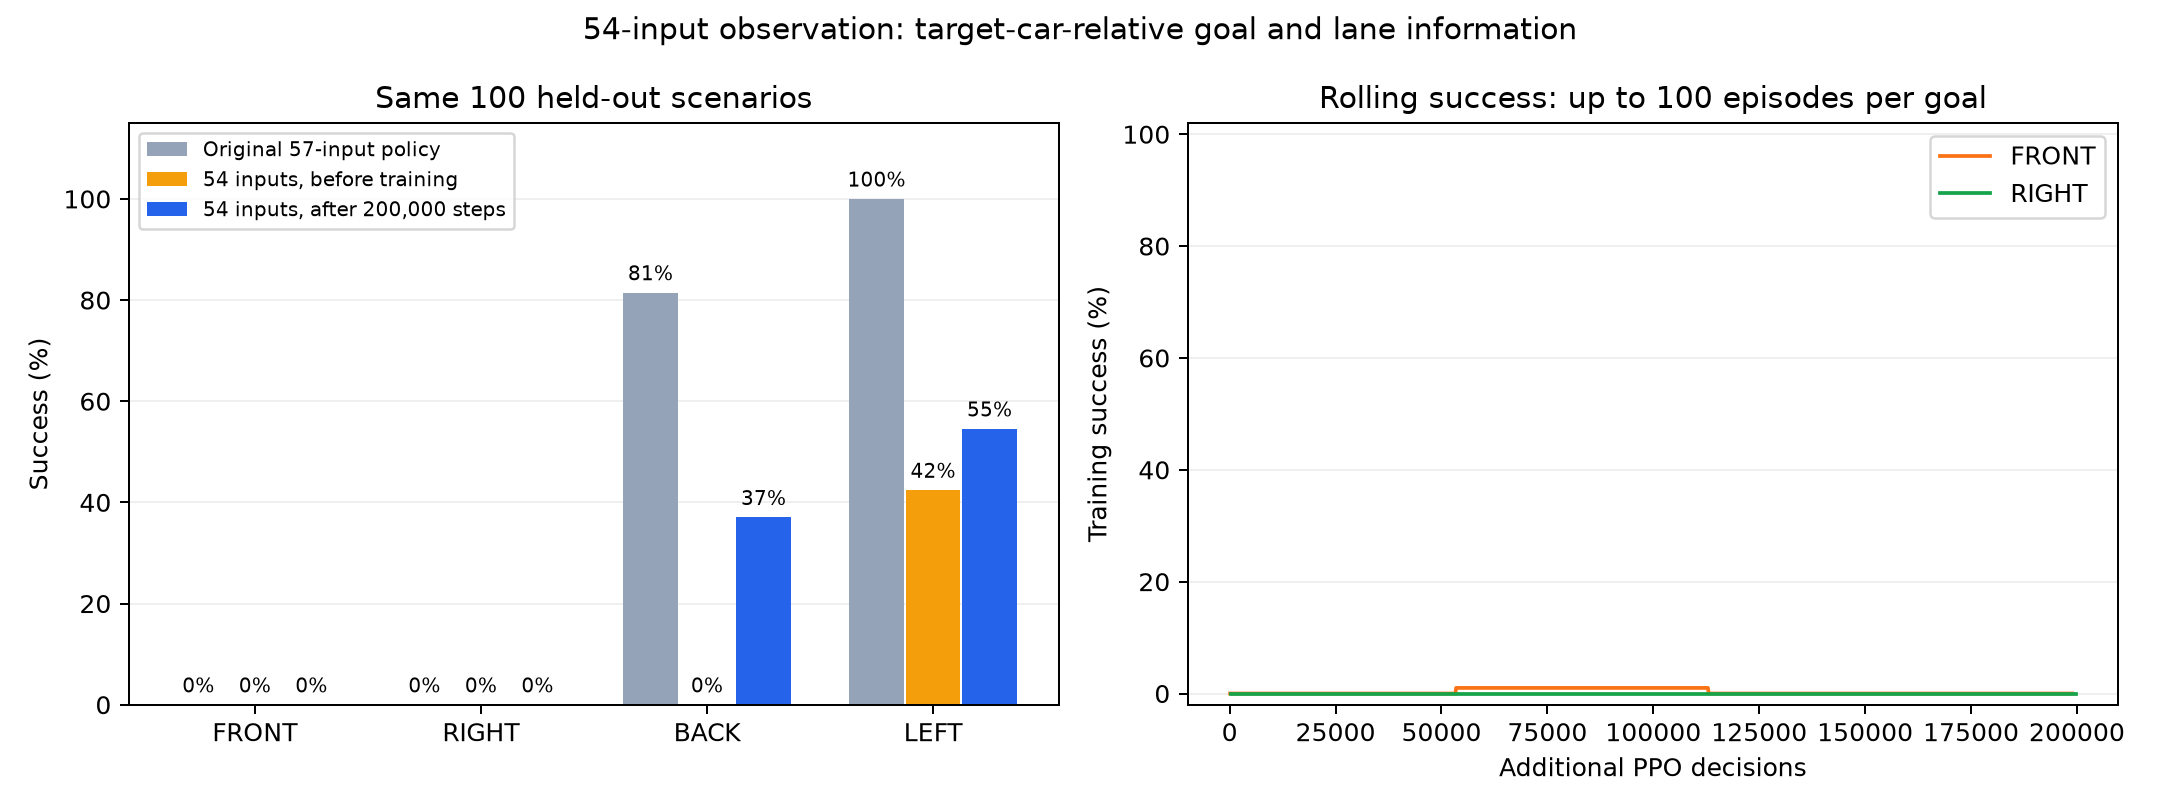 54-input observation: target-car-relative goal and lane information
Same 100 held-out scenarios
Success (%)
0
20
40
60
80
100
Original 57-input policy
54 inputs, before training
54 inputs, after 200,000 steps
0% 0% 0%
0% 0% 0%
81%
0%
37%
100%
42%
55%
FRONT RIGHT BACK LEFT
Rolling success: up to 100 episodes per goal
Training success (%)
100
80
60
40
20
0
FRONT
RIGHT
0 25000 50000 75000 100000 125000 150000 175000 200000
Additional PPO decisions